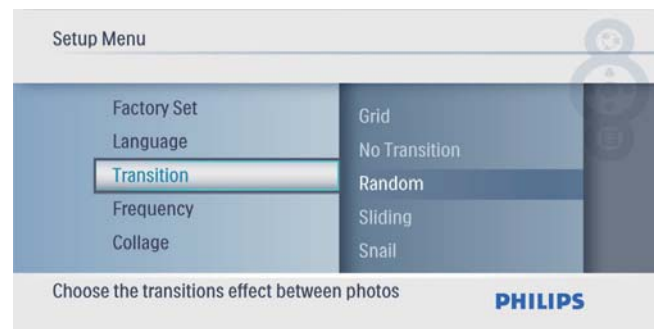 Setup Menu
Factory Set
Language
Transition
Frequency
Collage
Grid
No Transition
Random
Sliding
Snail
Choose the transitions effect between photos
PHILIPS